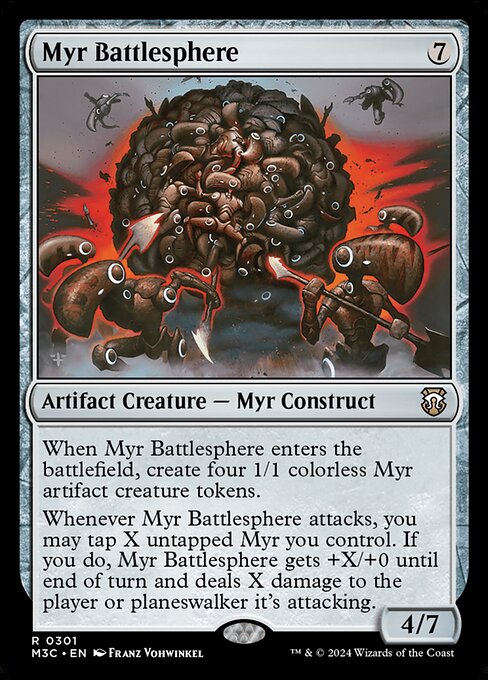 Myr Battlesphere 7
Artifact Creature — Myr Construct
When Myr Battlesphere enters the
battlefield, create four 1/1 colorless Myr
artifact creature tokens.
Whenever Myr Battlesphere attacks, you
may tap X untapped Myr you control. If
you do, Myr Battlesphere gets +X/+0 until
end of turn and deals X damage to the
player or planeswalker it's attacking.
4/7
R 0301
M3C • EN Franz Vohwinkel
™ & © 2024 Wizards of the Coast